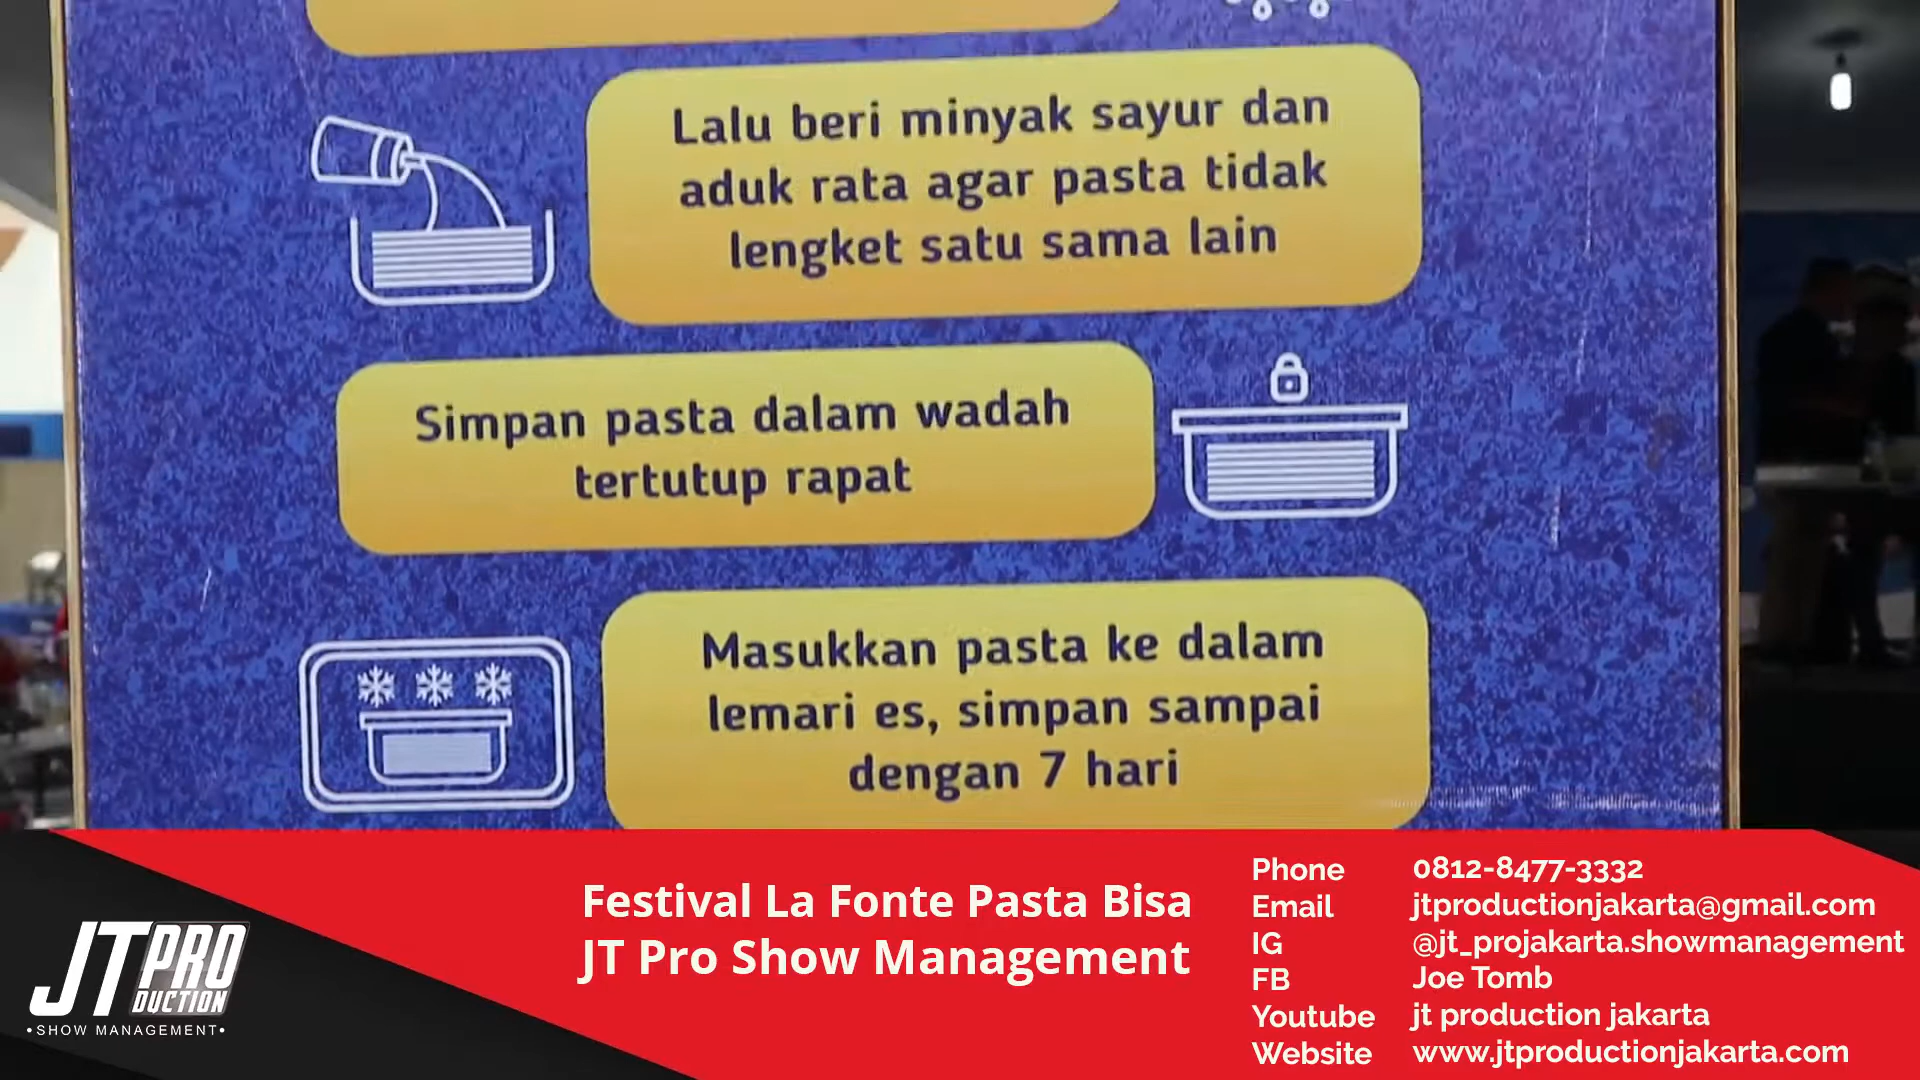 Lalu beri minyak sayur dan
aduk rata agar pasta tidak
lengket satu sama lain
Simpan pasta dalam wadah
tertutup rapat
Masukkan pasta ke dalam
lemari es, simpan sampai
dengan 7 hari
JT PRO
DUCTION
•SHOW MANAGEMENT•
Festival La Fonte Pasta Bisa
JT Pro Show Management
Phone 0812-8477-3332
Email jtproductionjakarta@gmail.com
IG @jt_projakarta.showmanagement
FB Joe Tomb
Youtube jt production jakarta
Website www.jtproductionjakarta.com